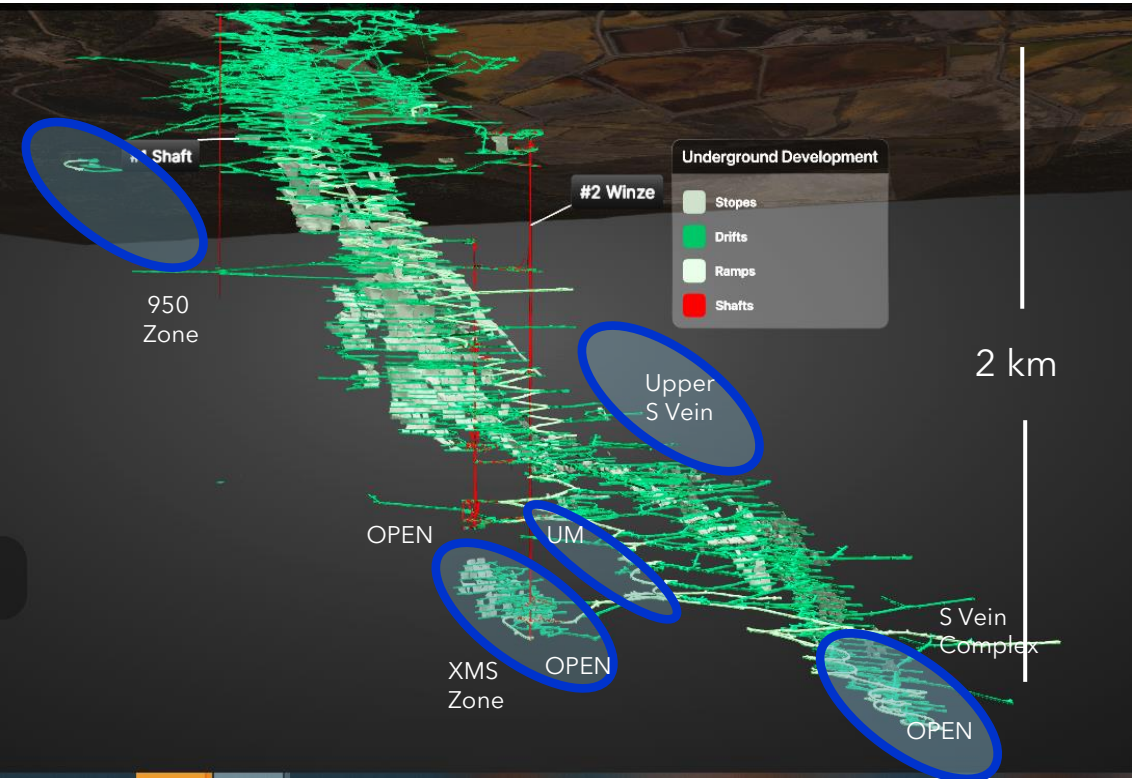 #1 Shaft
Underground Development
#2 Winze
Stopes
Drifts
Ramps
Shafts
950
Zone
2 km
Upper
S Vein
OPEN
UM
S Vein
Complex
XMS
Zone
OPEN
OPEN